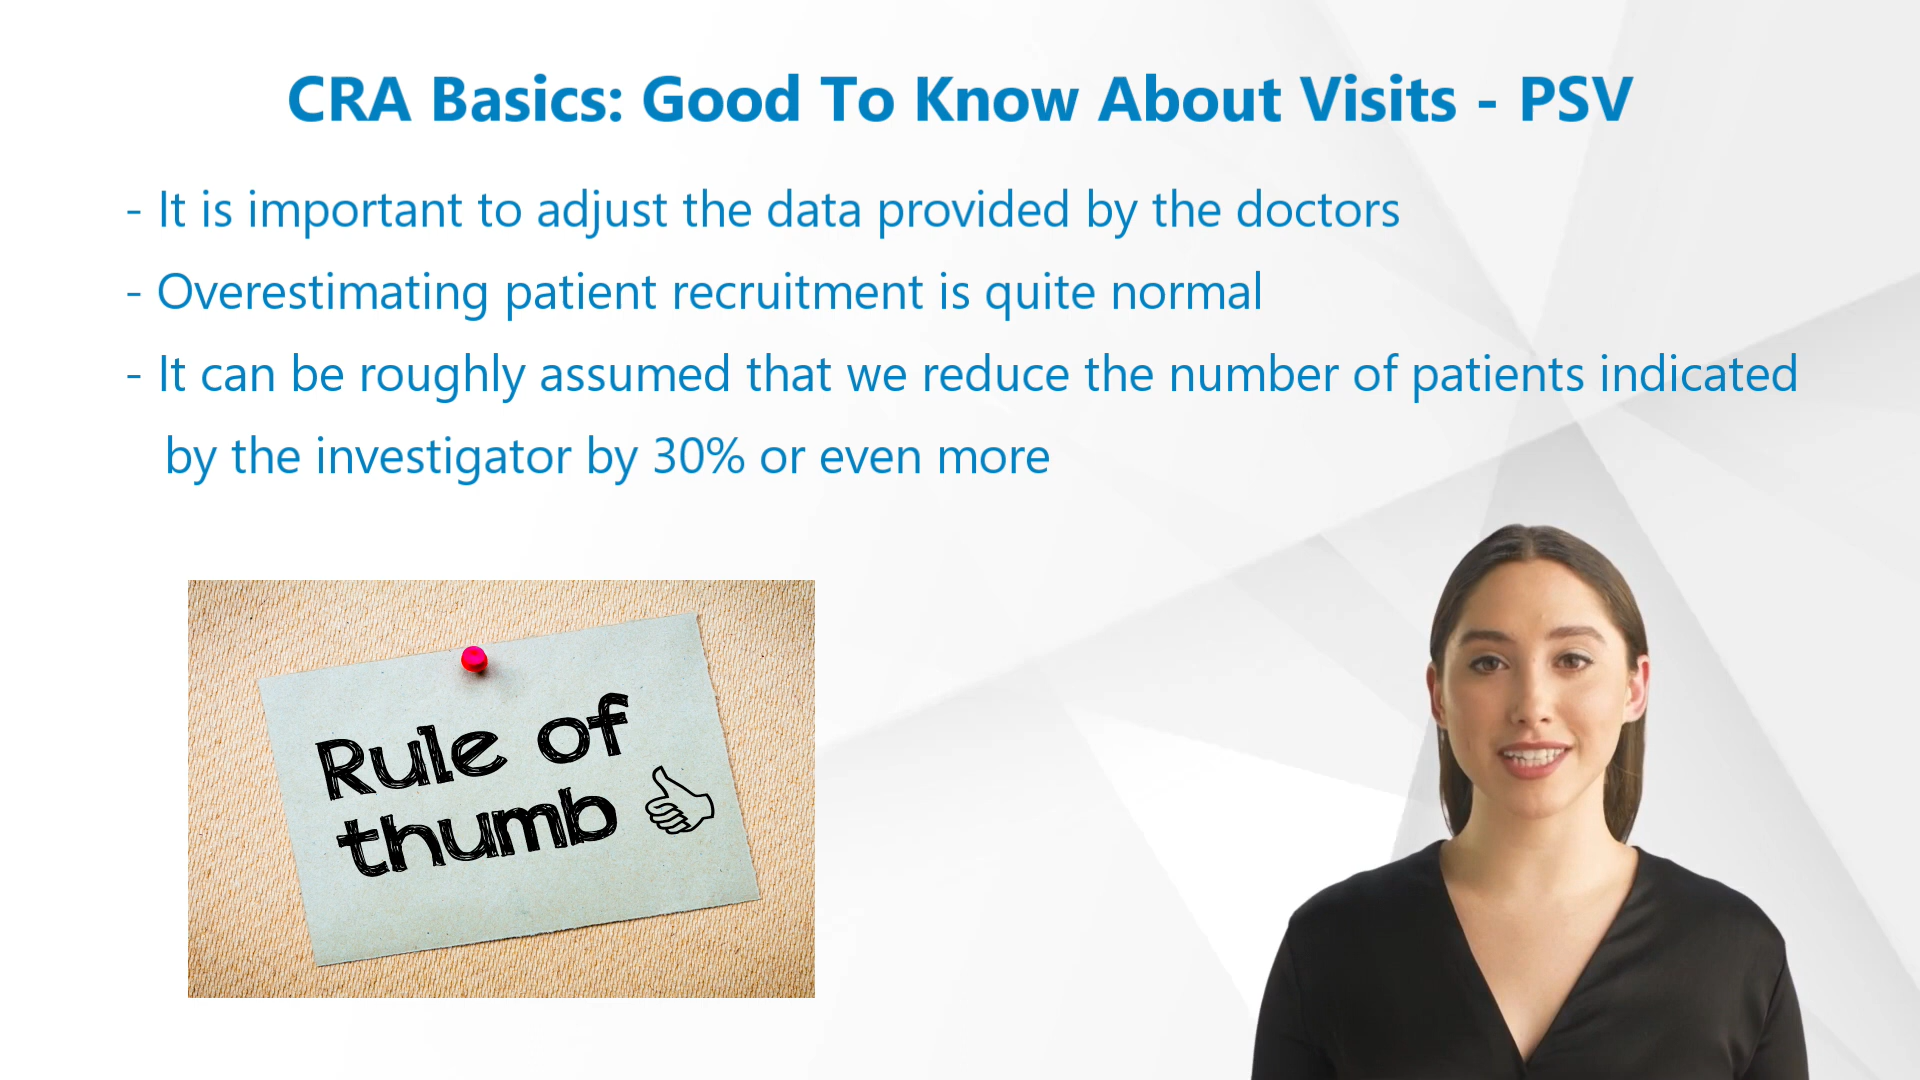 CRA Basics: Good To Know About Visits - PSV
- It is important to adjust the data provided by the doctors
- Overestimating patient recruitment is quite normal
- It can be roughly assumed that we reduce the number of patients indicated
by the investigator by 30% or even more
Rule of
thumb